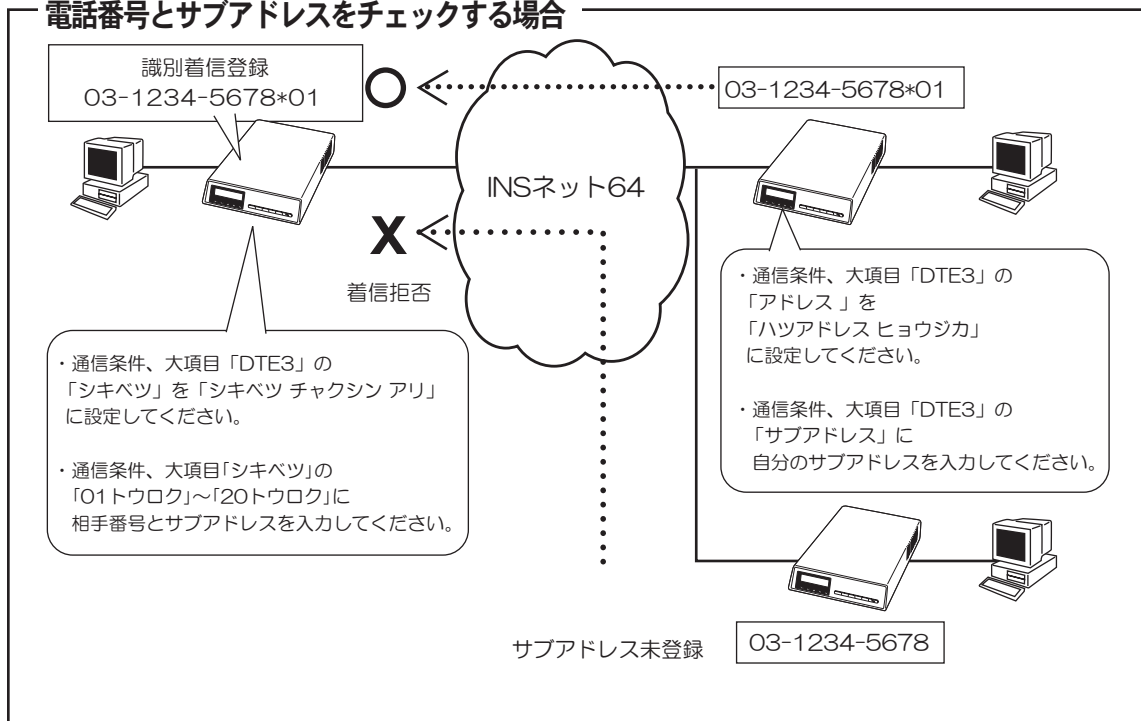 電話番号とサブアドレスをチェックする場合
識別着信登録
03-1234-5678*01
03-1234-5678*01
INSネット64
X
着信拒否
・通信条件、大項目「DTE3」の
「アドレス 」を
「ハツアドレス ヒョウジカ」
に設定してください。
・通信条件、大項目「DTE3」の
「サブアドレス」に
自分のサブアドレスを入力してください。
・通信条件、大項目「DTE3」の
「シキベツ」を「シキベツ チャクシン アリ」
に設定してください。
・通信条件、大項目「シキベツ」の
「01トウロク」~「20トウロク」に
相手番号とサブアドレスを入力してください。
サブアドレス未登録
03-1234-5678